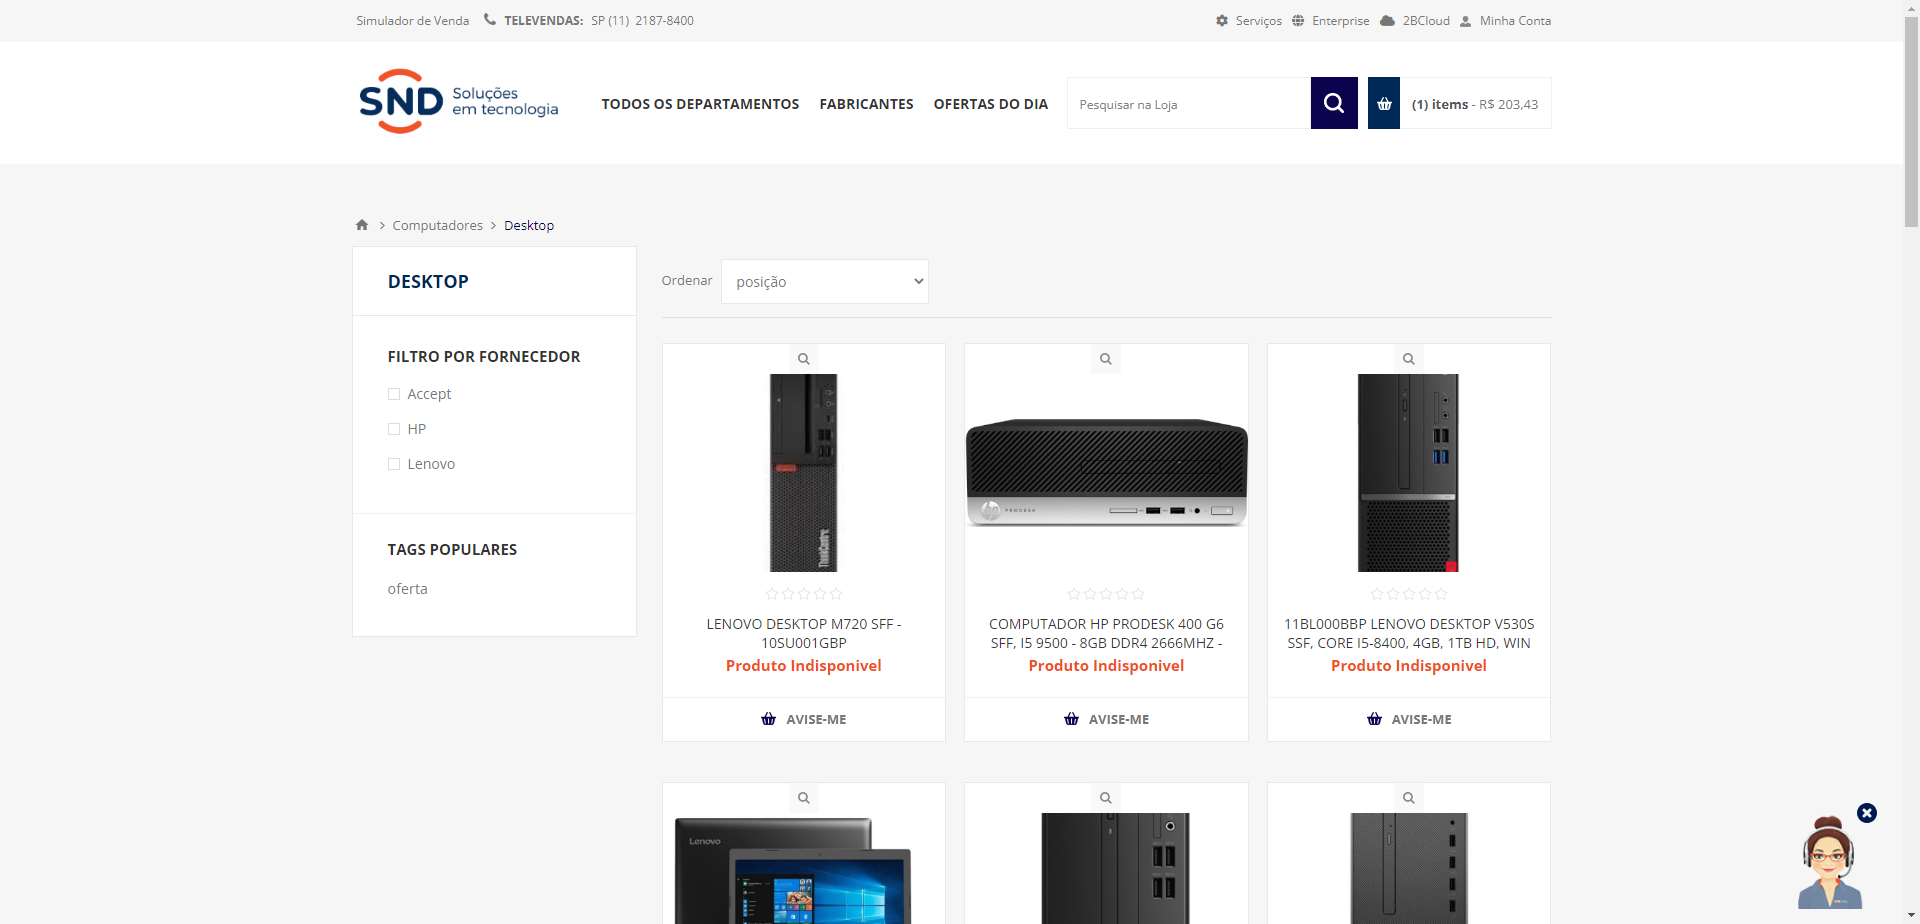 Simulador de Venda TELEVENDAS: SP (11) 2187-8400
Serviços Enterprise 2BCloud Minha Conta
SND Soluções
em tecnologia
TODOS OS DEPARTAMENTOS FABRICANTES OFERTAS DO DIA
Pesquisar na Loja
(1) items - R$ 203,43
Computadores Desktop
DESKTOP
FILTRO POR FORNECEDOR
Accept
HP
Lenovo
TAGS POPULARES
oferta
Ordenar posição
ThinkCentre
LENOVO DESKTOP M720 SFF -
10SU001GBP
Produto Indisponivel
AVISE-ME
hp PRODESK
COMPUTADOR HP PRODESK 400 G6
SFF, I5 9500 - 8GB DDR4 2666MHZ -
Produto Indisponivel
AVISE-ME
11BL000BBP LENOVO DESKTOP V530S
SSF, CORE I5-8400, 4GB, 1TB HD, WIN
Produto Indisponivel
AVISE-ME
Lenovo